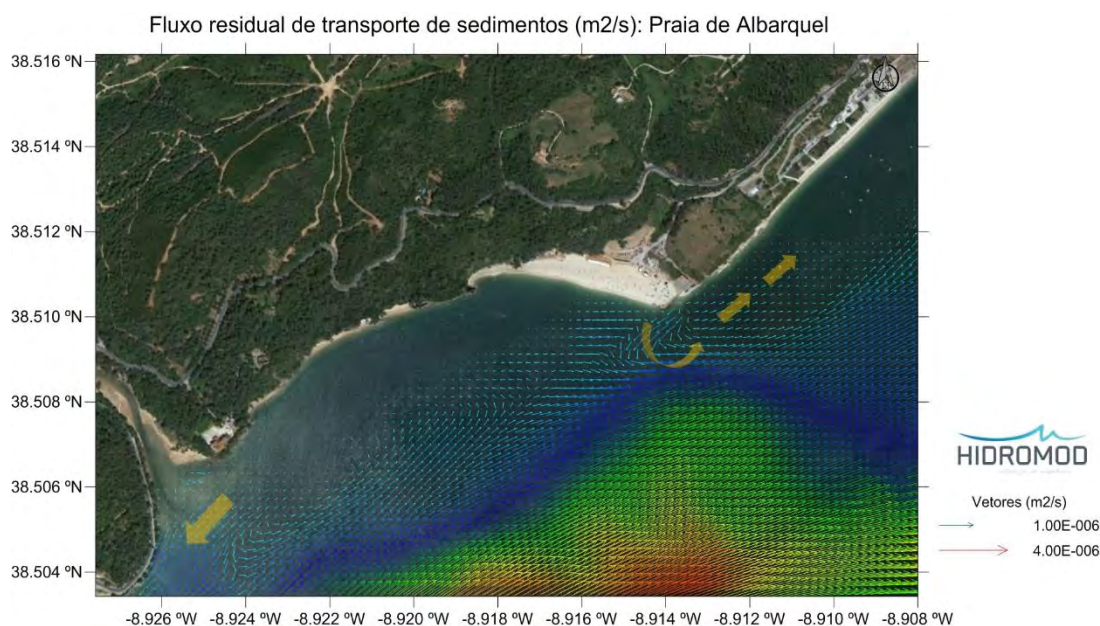 Fluxo residual de transporte de sedimentos (m2/s): Praia de Albarquel
38.516 ºN
38.514 ºN
38.512 ºN
38.510 ºN
38.508 ºN
38.506 ºN
38.504 ºN
-8.926 ºW -8.924 ºW -8.922 ºW -8.920 ºW -8.918 ºW -8.916 ºW -8.914 ºW -8.912 ºW -8.910 ºW -8.908 ºW
HIDROMOD
Vetores (m2/s)
1.00E-006
4.00E-006